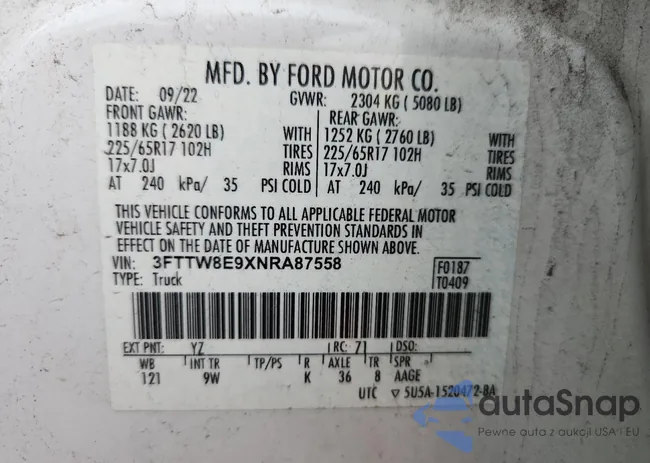 MFD. BY FORD MOTOR CO.
DATE: 09/22 GVWR: 2304 KG ( 5080 LB)
FRONT GAWR: REAR GAWR:
1188 KG ( 2620 LB) WITH 1252 KG ( 2760 LB) WITH
225/65R17 102H TIRES 225/65R17 102H TIRES
17x7.0J RIMS 17x7.0J RIMS
AT 240 kPa/ 35 PSI COLD AT 240 kPa/ 35 PSI COLD
THIS VEHICLE CONFORMS TO ALL APPLICABLE FEDERAL MOTOR
VEHICLE SAFETY AND THEFT PREVENTION STANDARDS IN
EFFECT ON THE DATE OF MANUFACTURE SHOWN ABOVE.
VIN: 3FTTW8E9XNRA87558 F0187
TYPE: Truck T0409
EXT PNT: YZ RC: 71 DSO:
WB INT TR TP/PS R AXLE TR SPR
121 9W K 36 8 AAGE
UTC ▽ 5U5A-1520472-BA
autoSnap
Pewne auta z aukcji USA i EU